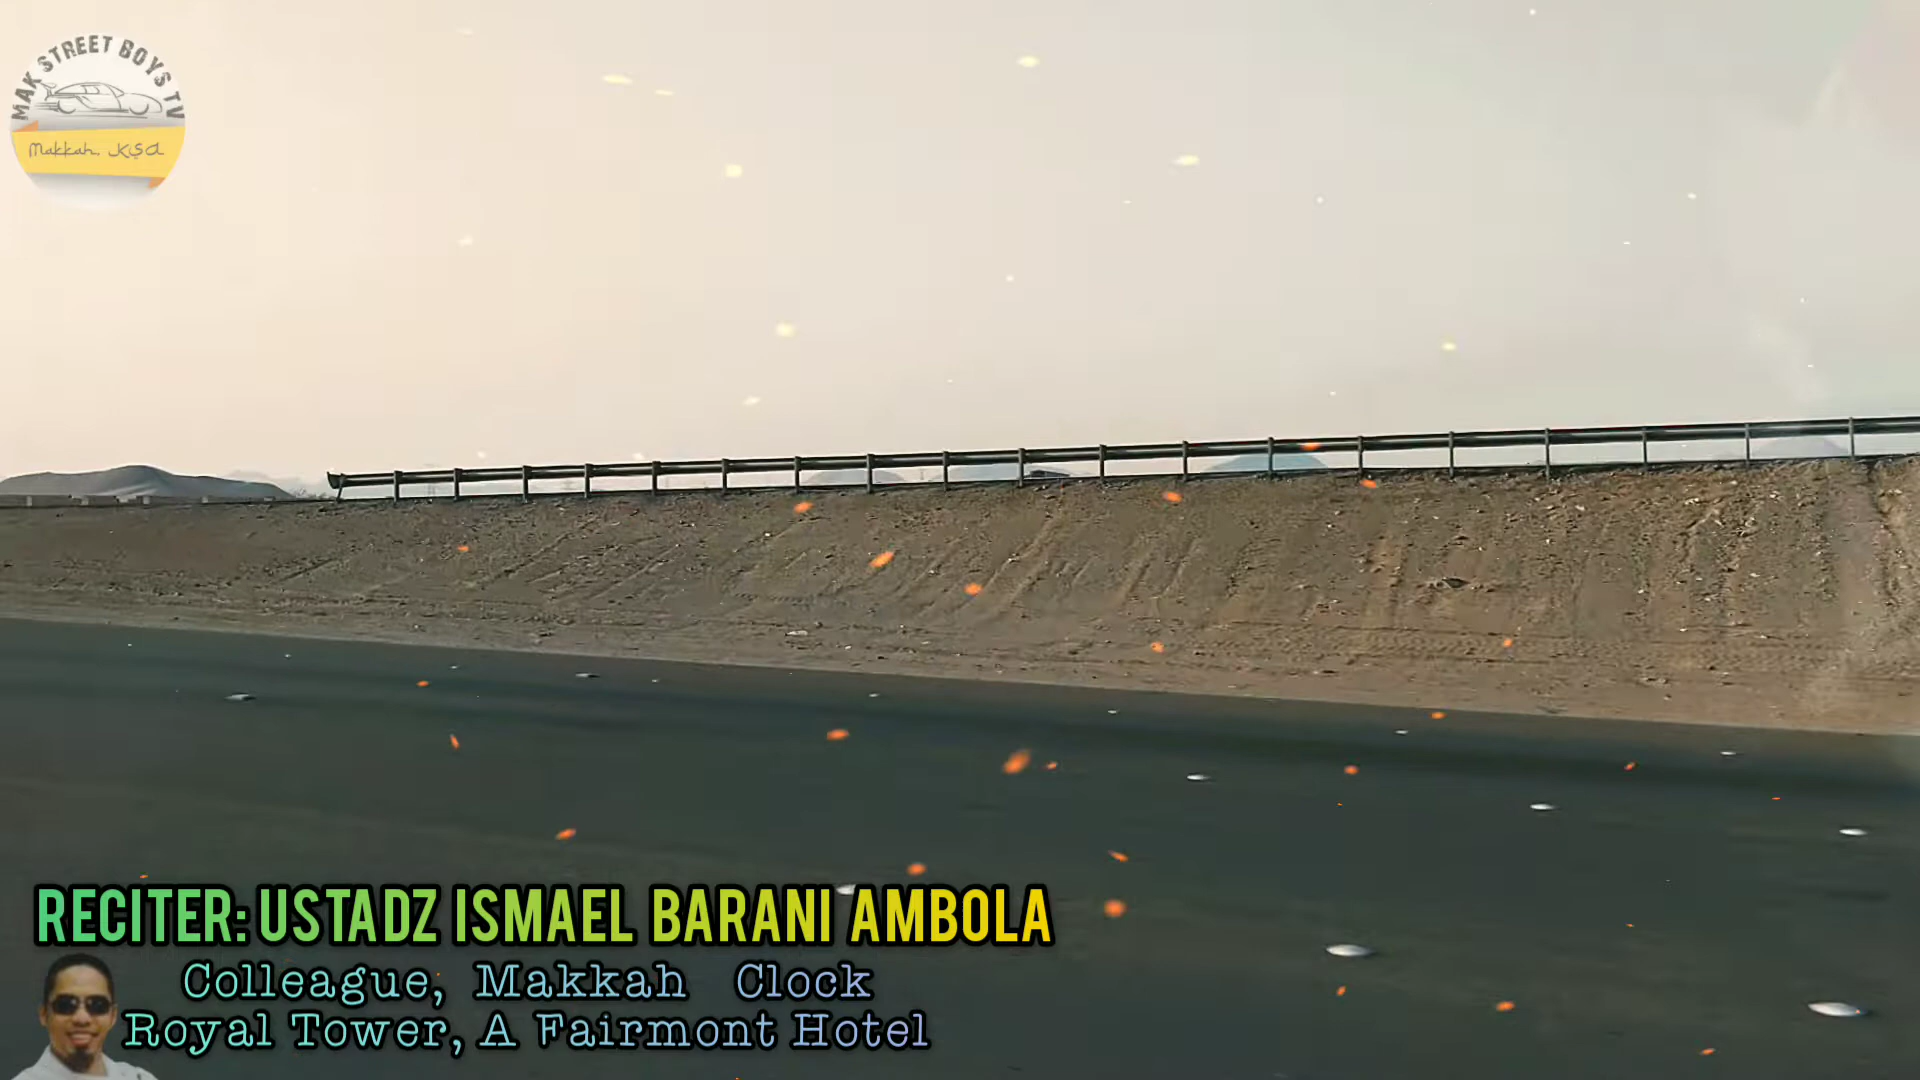 MAK STREET BOYS TV
Makkah, KSA
RECITER: USTADZ ISMAEL BARANI AMBOLA
Colleague, Makkah Clock
Royal Tower, A Fairmont Hotel